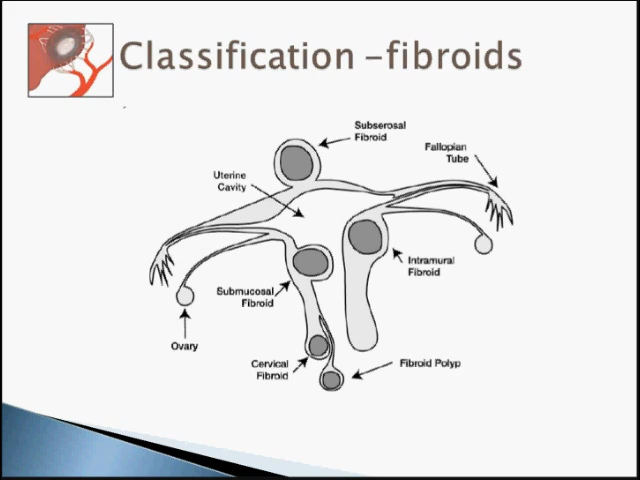 Classification –fibroids
Subserosal
Fibroid
Fallopian
Tube
Uterine
Cavity
Intramural
Fibroid
Submucosal
Fibroid
Ovary
Cervical
Fibroid
Fibroid Polyp